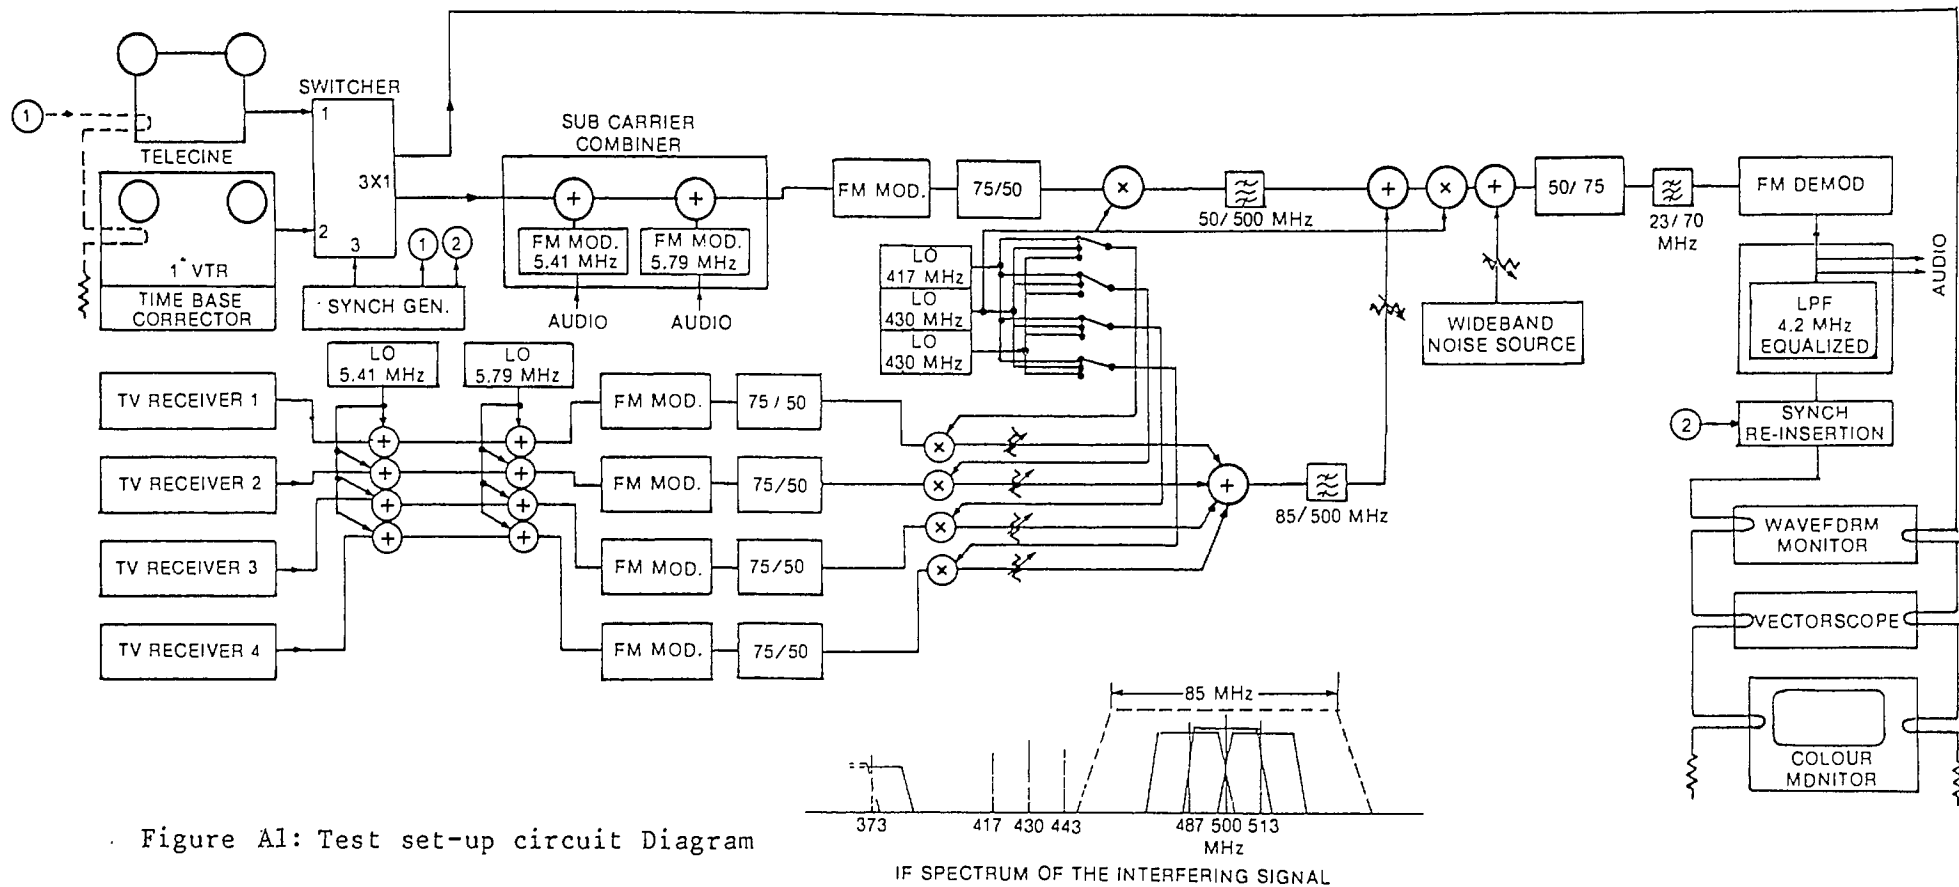 SWITCHER
1
1
TELECINE
3X1
2
3
1" VTR
TIME BASE
CORRECTOR
1
2
SYNCH GEN.
SUB CARRIER
COMBINER
+
+
FM MOD.
5.41 MHz
FM MOD.
5.79 MHz
AUDIO
AUDIO
FM MOD.
75/50
×
50/500 MHz
+
×
+
50/75
23/70
MHz
FM DEMOD
AUDIO
LPF
4.2 MHz
EQUALIZED
LO
417 MHz
LO
430 MHz
LO
430 MHz
WIDEBAND
NOISE SOURCE
2
SYNCH
RE-INSERTION
WAVEFORM
MONITOR
VECTORSCOPE
COLOUR
MONITOR
LO
5.41 MHz
LO
5.79 MHz
TV RECEIVER 1
+
+
FM MOD.
75/50
×
TV RECEIVER 2
+
+
FM MOD.
75/50
×
+
85/500 MHz
TV RECEIVER 3
+
+
FM MOD.
75/50
×
TV RECEIVER 4
+
+
FM MOD.
75/50
×
85 MHz
373 417 430 443 487 500 513
MHz
IF SPECTRUM OF THE INTERFERING SIGNAL
Figure A1: Test set-up circuit Diagram